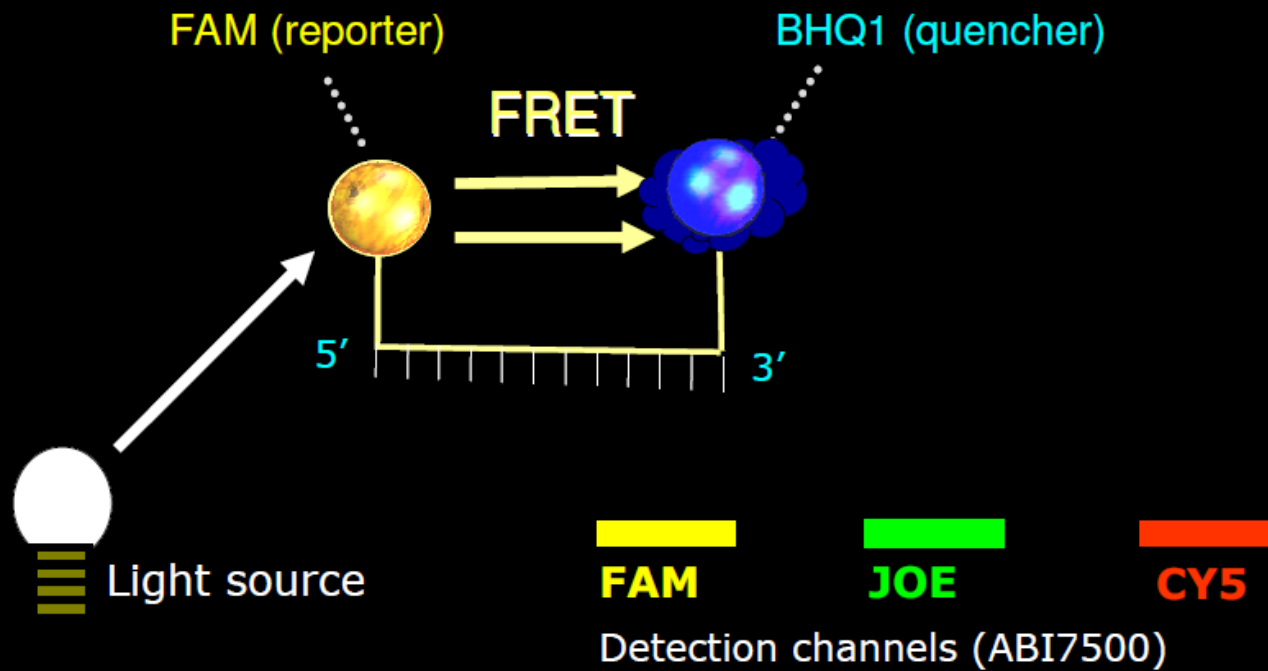 FAM (reporter)
BHQ1 (quencher)
FRET
5′
3′
Light source
FAM
JOE
CY5
Detection channels (ABI7500)